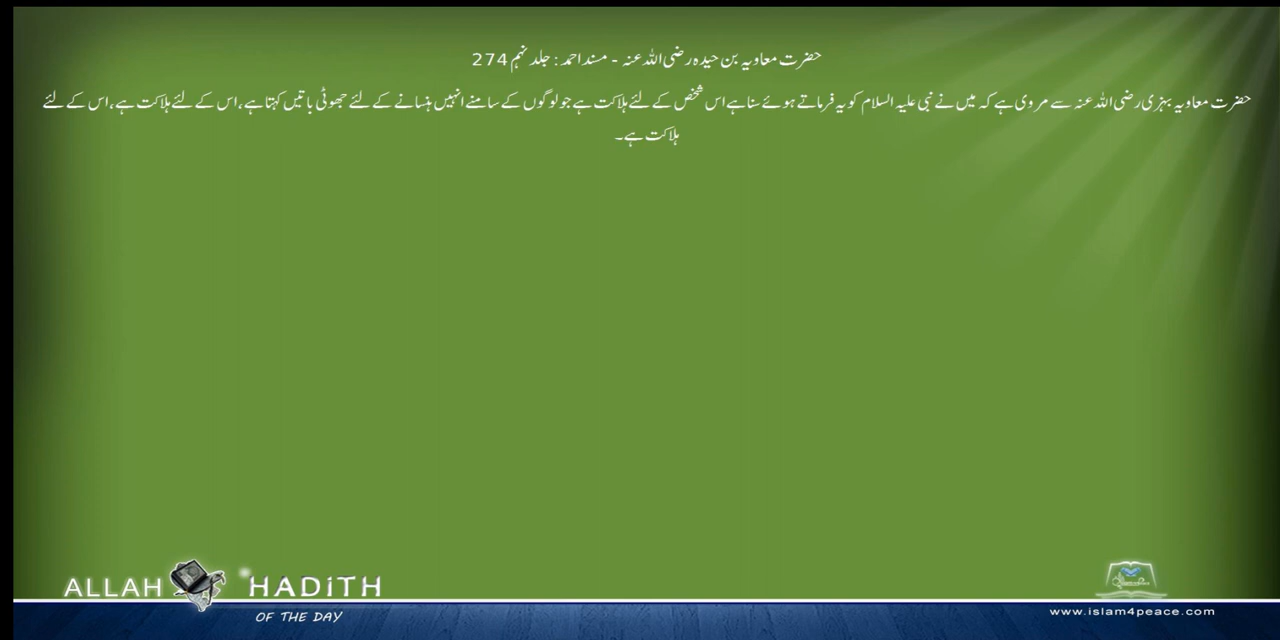 حضرت معاویہ بن حیدہ رضی اللہ عنہ - مسند احمد: جلد نہم 274
حضرت معاویہ بہزی رضی اللہ عنہ سے مروی ہے کہ میں نے نبی علیہ السلام کو یہ فرماتے ہوئے سنا ہے اس شخص کے لئے ہلاکت ہے جو لوگوں کے سامنے انہیں ہنسانے کے لئے جھوٹی باتیں کہتا ہے، اس کے لئے ہلاکت ہے، اس کے لئے
ہلاکت ہے۔
ALLAH HADITH
OF THE DAY
www.islam4peace.com